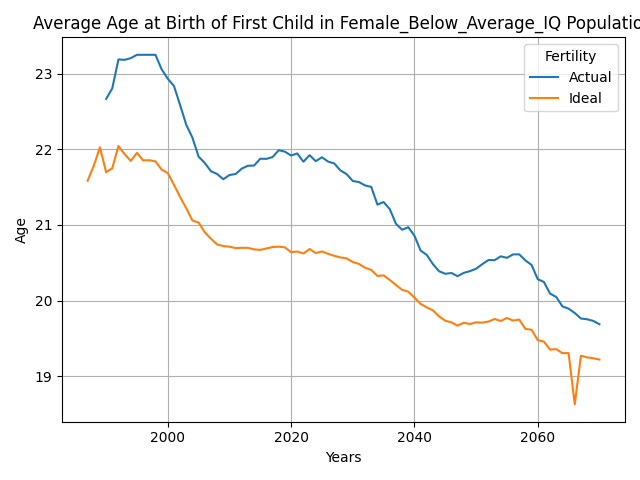 Average Age at Birth of First Child in Female_Below_Average_IQ Populatio
Fertility
Actual
Ideal
23
22
21
20
19
Age
2000
2020
2040
2060
Years